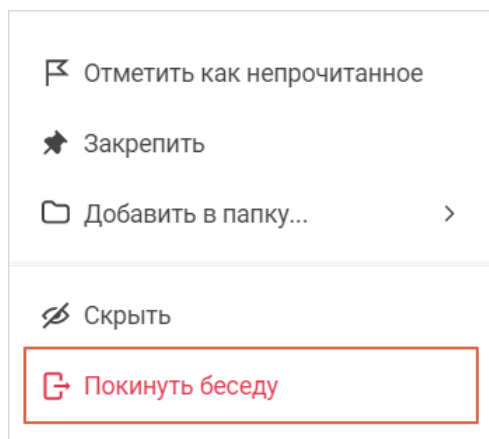 Отметить как непрочитанное
Закрепить
Добавить в папку...
Скрыть
Покинуть беседу